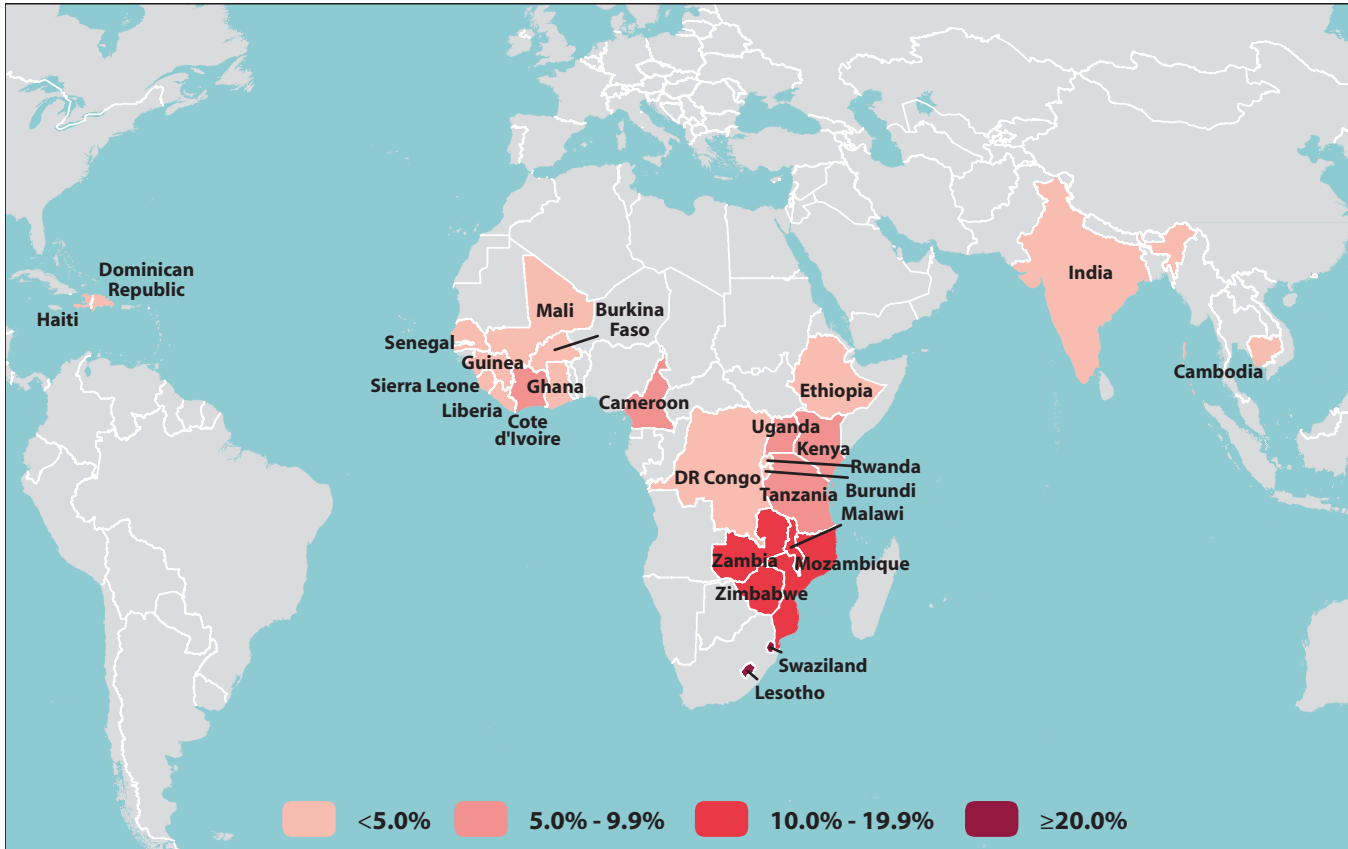 Dominican
Republic
Haiti
Mali
Burkina
Faso
Senegal
Guinea
Sierra Leone
Ghana
Liberia
Cote
d'Ivoire
Cameroon
Ethiopia
India
Cambodia
Uganda
Kenya
Rwanda
DR Congo
Burundi
Tanzania
Malawi
Zambia
Mozambique
Zimbabwe
Swaziland
Lesotho
<5.0%
5.0% - 9.9%
10.0% - 19.9%
≥20.0%